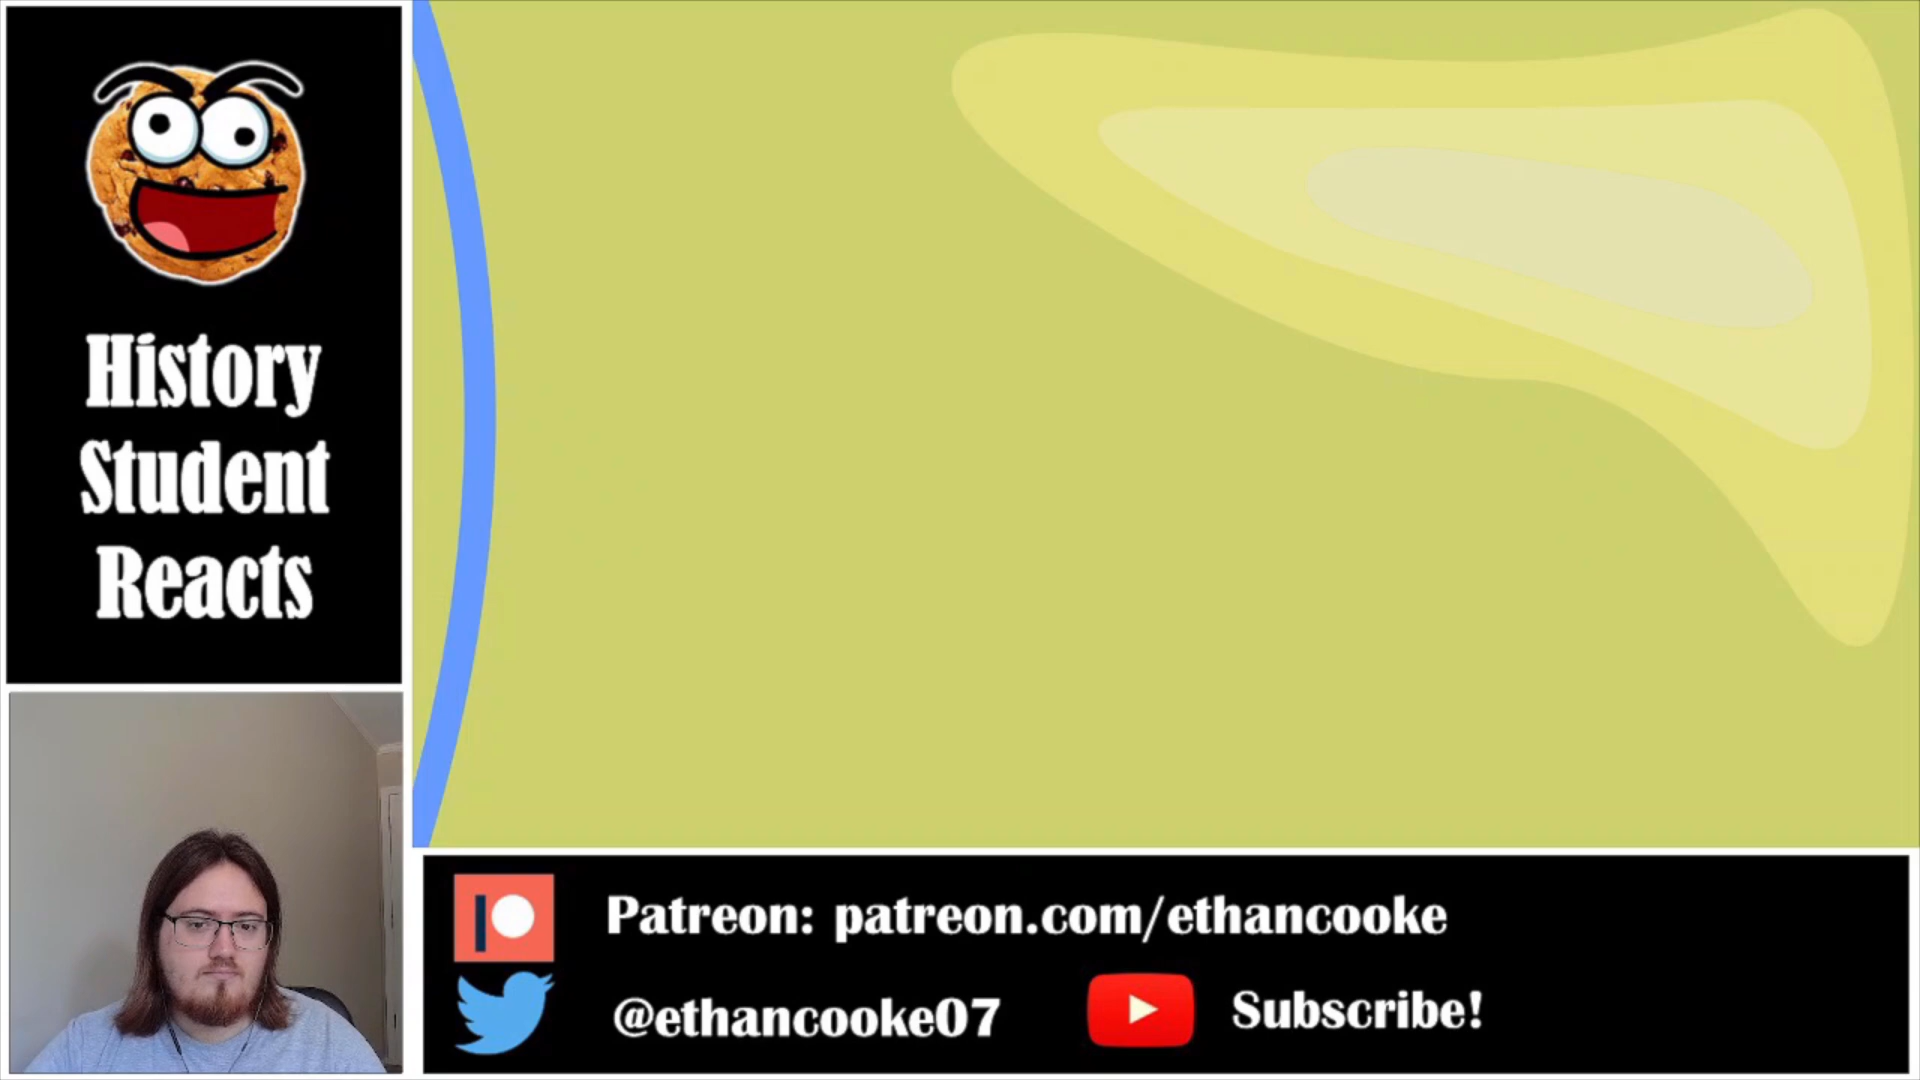 History
Student
Reacts
Patreon: patreon.com/ethancooke
@ethancooke07
Subscribe!